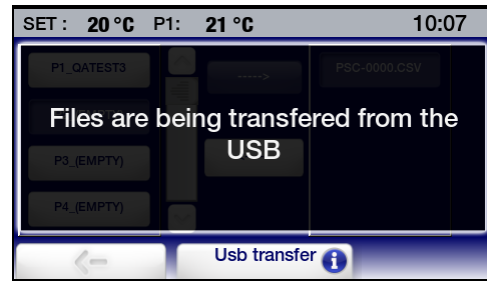 SET : 20 °C P1: 21 °C 10:07
P1_QATEST3 -----> PSC-0000.CSV
Files are being transfered from the
USB
P3_(EMPTY)
P4_(EMPTY)
Usb transfer